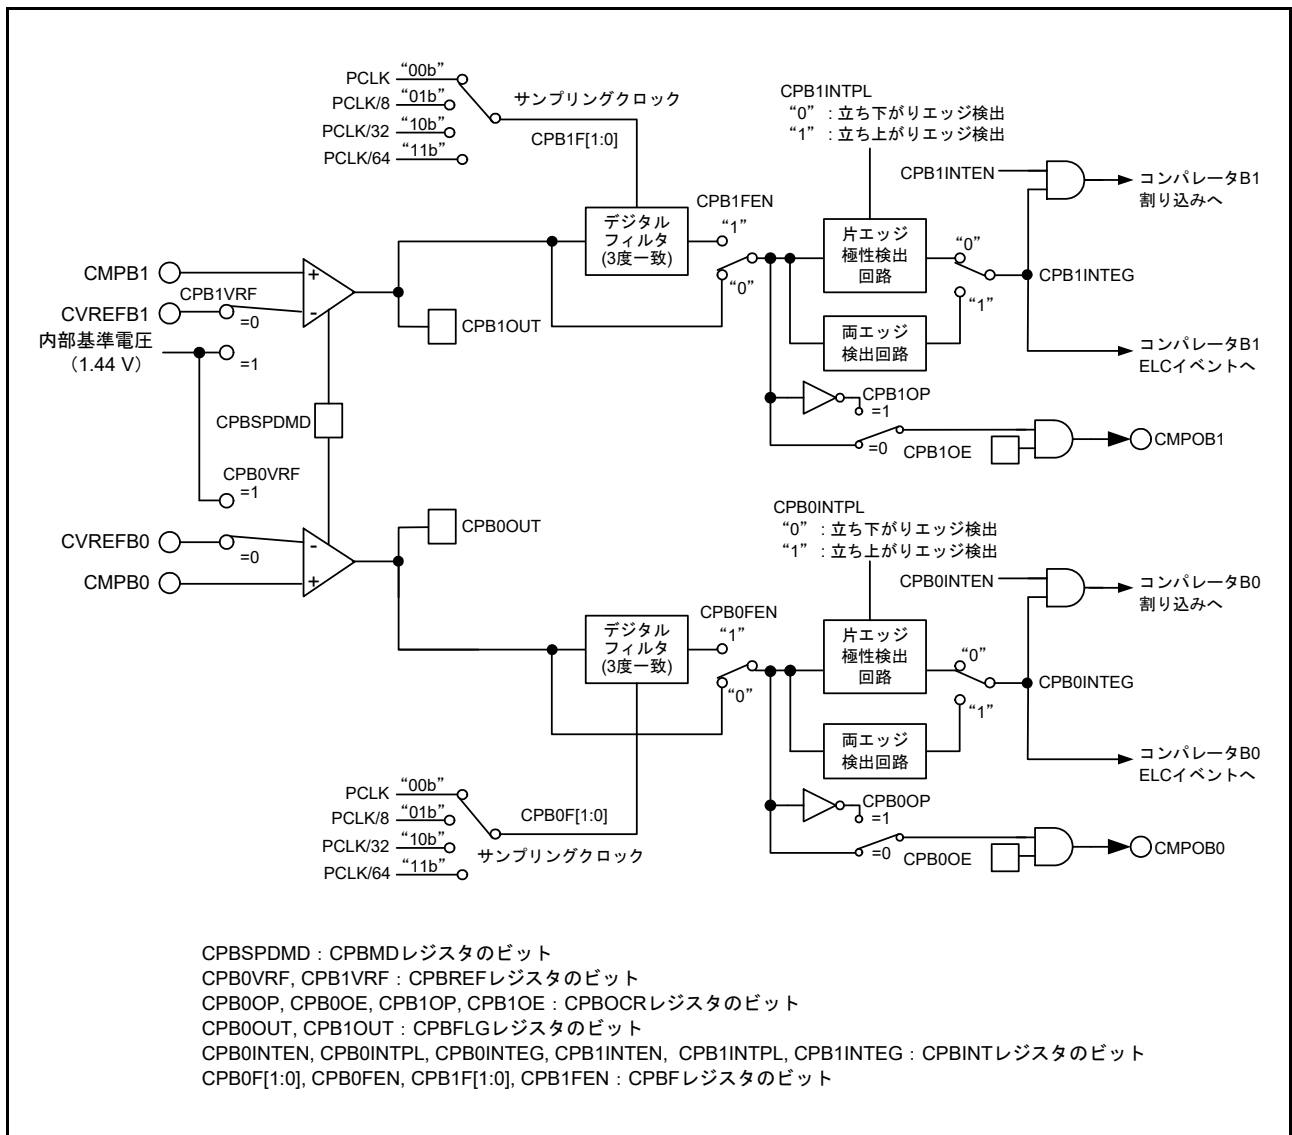 PCLK “00b”
PCLK/8 “01b”
PCLK/32 “10b”
PCLK/64 “11b”
サンプリングクロック
CPB1F[1:0]
CPB1INTPL
“0” : 立ち下がりエッジ検出
“1” : 立ち上がりエッジ検出
CPB1INTEN
コンパレータB1
割り込みへ
デジタル
フィルタ
(3度一致)
CPB1FEN
“1”
“0”
片エッジ
極性検出
回路
“0”
“1”
CPB1INTEG
両エッジ
検出回路
コンパレータB1
ELCイベントへ
CMPB1
CVREFB1
CPB1VRF
=0
+
-
CPB1OUT
内部基準電圧
(1.44 V)
=1
CPB1OP
=1
=0
CPB1OE
CMPOB1
CPBSPDMD
CPB0VRF
=1
CVREFB0
=0
CMPB0
-
+
CPB0OUT
CPB0INTPL
“0” : 立ち下がりエッジ検出
“1” : 立ち上がりエッジ検出
CPB0INTEN
コンパレータB0
割り込みへ
デジタル
フィルタ
(3度一致)
CPB0FEN
“1”
“0”
片エッジ
極性検出
回路
“0”
“1”
CPB0INTEG
両エッジ
検出回路
コンパレータB0
ELCイベントへ
PCLK “00b”
PCLK/8 “01b”
PCLK/32 “10b”
PCLK/64 “11b”
CPB0F[1:0]
サンプリングクロック
CPB0OP
=1
=0
CPB0OE
CMPOB0
CPBSPDMD : CPBMDレジスタのビット
CPB0VRF, CPB1VRF : CPBREFレジスタのビット
CPB0OP, CPB0OE, CPB1OP, CPB1OE : CPBOCRレジスタのビット
CPB0OUT, CPB1OUT : CPBFLGレジスタのビット
CPB0INTEN, CPB0INTPL, CPB0INTEG, CPB1INTEN, CPB1INTPL, CPB1INTEG : CPBINTレジスタのビット
CPB0F[1:0], CPB0FEN, CPB1F[1:0], CPB1FEN : CPBFレジスタのビット